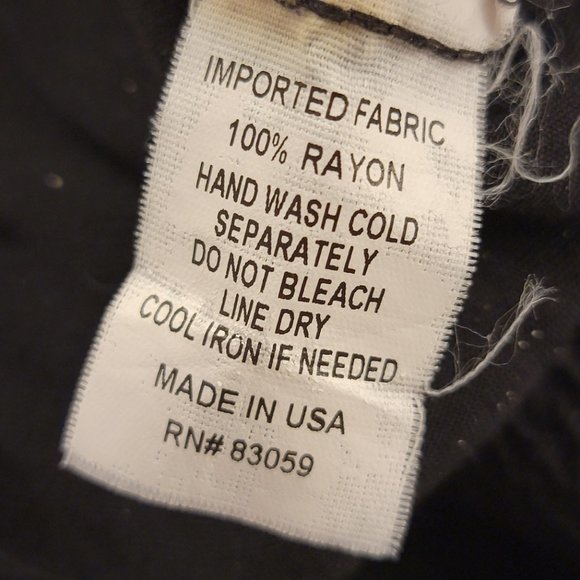 IMPORTED FABRIC
100% RAYON
HAND WASH COLD
SEPARATELY
DO NOT BLEACH
LINE DRY
COOL IRON IF NEEDED
MADE IN USA
RN# 83059